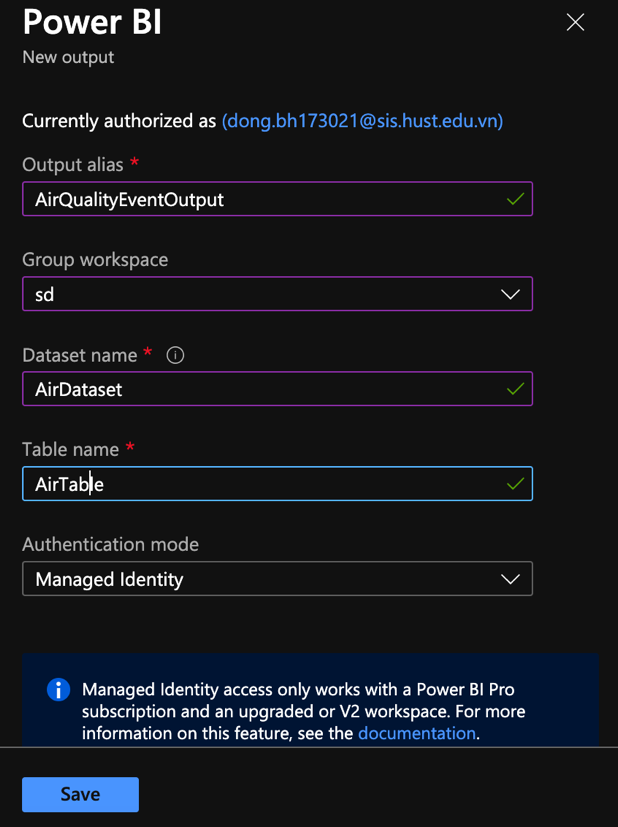 Power BI
New output
Currently authorized as (dong.bh173021@sis.hust.edu.vn)
Output alias *
AirQualityEventOutput
Group workspace
sd
Dataset name *
AirDataset
Table name *
AirTable
Authentication mode
Managed Identity
Managed Identity access only works with a Power BI Pro
subscription and an upgraded or V2 workspace. For more
information on this feature, see the documentation.
Save